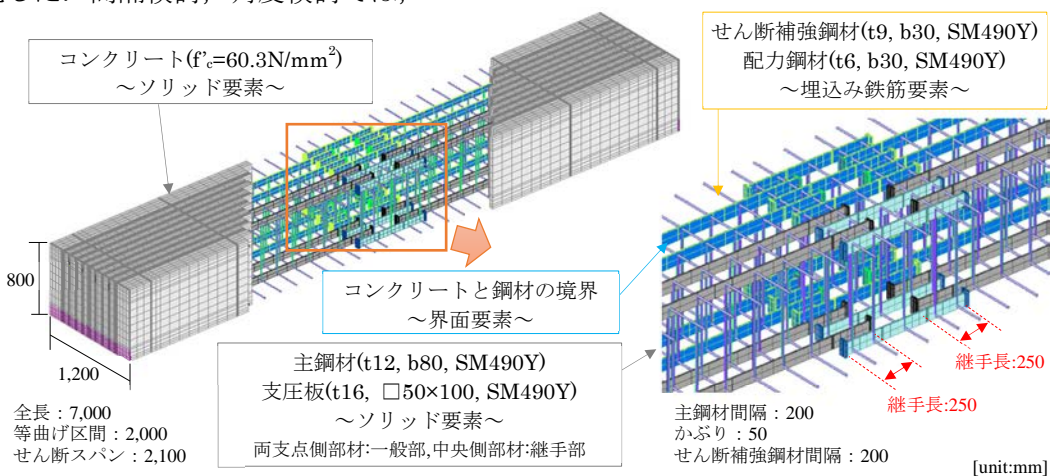 コンクリート(f'c=60.3N/mm²)
～ソリッド要素～
せん断補強鋼材(t9, b30, SM490Y)
配力鋼材(t6, b30, SM490Y)
～埋込み鉄筋要素～
800
1,200
コンクリートと鋼材の境界
～界面要素～
主鋼材(t12, b80, SM490Y)
支圧板(t16, □50×100, SM490Y)
～ソリッド要素～
両支点側部材:一般部,中央側部材:継手部
継手長:250
継手長:250
全長：7,000
等曲げ区間：2,000
せん断スパン：2,100
主鋼材間隔：200
かぶり：50
せん断補強鋼材間隔：200
[unit:mm]